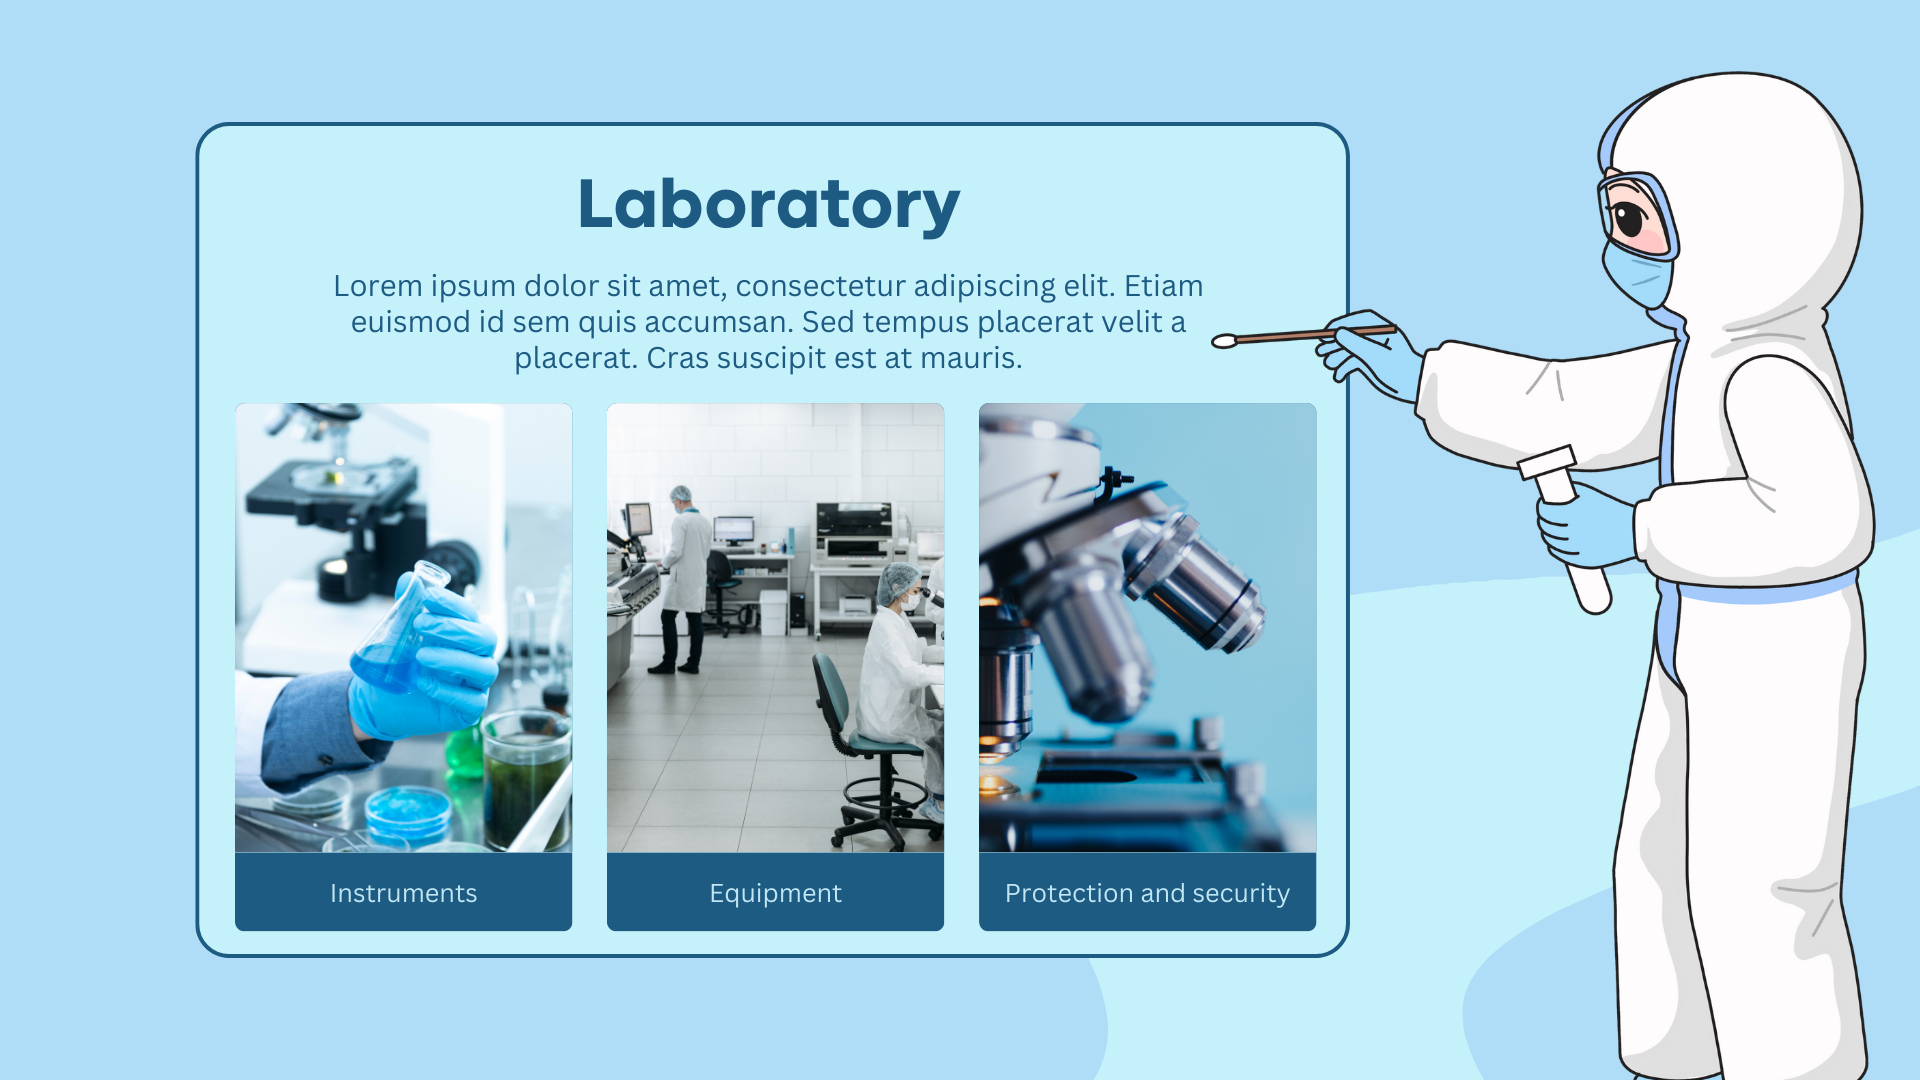 Laboratory
Lorem ipsum dolor sit amet, consectetur adipiscing elit. Etiam
euismod id sem quis accumsan. Sed tempus placerat velit a
placerat. Cras suscipit est at mauris.
Instruments
Equipment
Protection and security